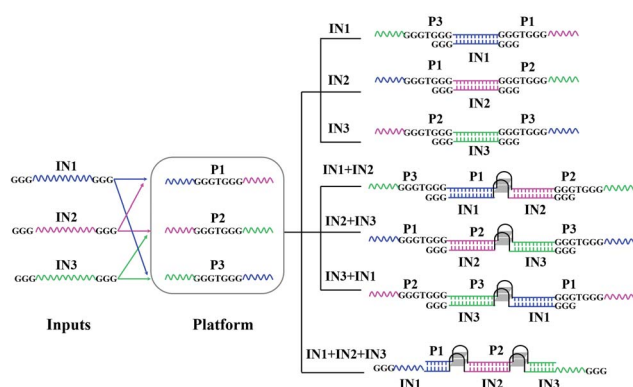 IN1
GGG GGG
IN2
GGG GGG
IN3
GGG GGG
Inputs
P1
GGGTGGG
P2
GGGTGGG
P3
GGGTGGG
Platform
IN1
P3 P1
GGGTGGG GGGTGGG
GGG GGG
IN1
IN2
P1 P2
GGGTGGG GGGTGGG
GGG GGG
IN2
IN3
P2 P3
GGGTGGG GGGTGGG
GGG GGG
IN3
IN1+IN2
P3 P1 P2
GGGTGGG GGGTGGG
GGG GGG
IN1 IN2
IN2+IN3
P1 P2 P3
GGGTGGG GGGTGGG
GGG GGG
IN2 IN3
IN3+IN1
P2 P3 P1
GGGTGGG GGGTGGG
GGG GGG
IN3 IN1
IN1+IN2+IN3
P1 P2
GGG GGG
IN1 IN2 IN3